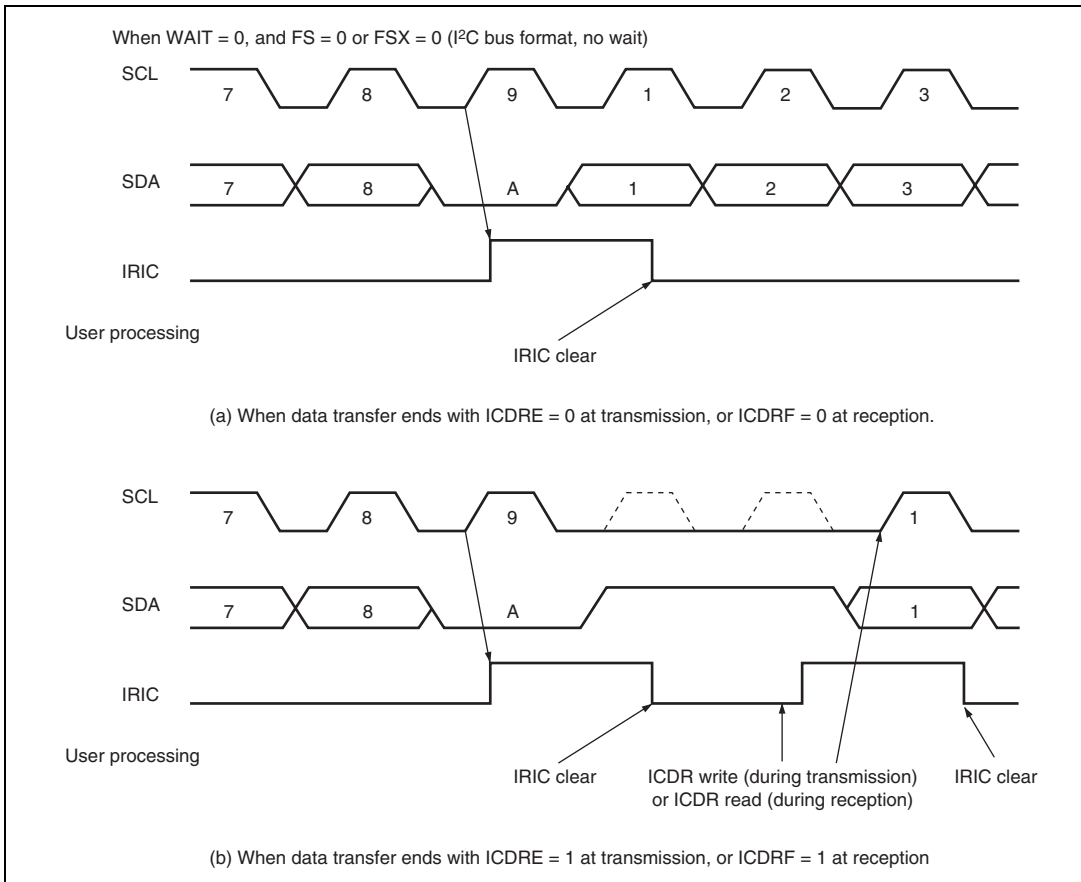 When WAIT = 0, and FS = 0 or FSX = 0 (I²C bus format, no wait)
SCL
7 8 9 1 2 3
SDA
7 8 A 1 2 3
IRIC
User processing
IRIC clear
(a) When data transfer ends with ICDRE = 0 at transmission, or ICDRF = 0 at reception.
SCL
7 8 9 1
SDA
7 8 A 1
IRIC
User processing
IRIC clear
ICDR write (during transmission)
or ICDR read (during reception)
IRIC clear
(b) When data transfer ends with ICDRE = 1 at transmission, or ICDRF = 1 at reception